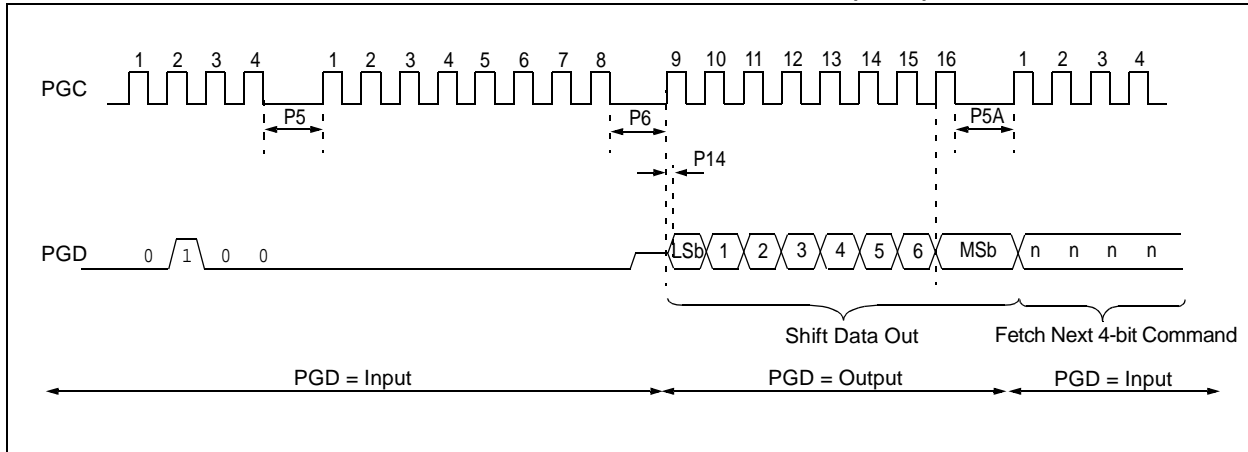 1 2 3 4 1 2 3 4 5 6 7 8 9 10 11 12 13 14 15 16 1 2 3 4
PGC
P5 P6 P5A
P14
PGD 0 1 0 0 LSb 1 2 3 4 5 6 MSb n n n n
Shift Data Out Fetch Next 4-bit Command
PGD = Input PGD = Output PGD = Input